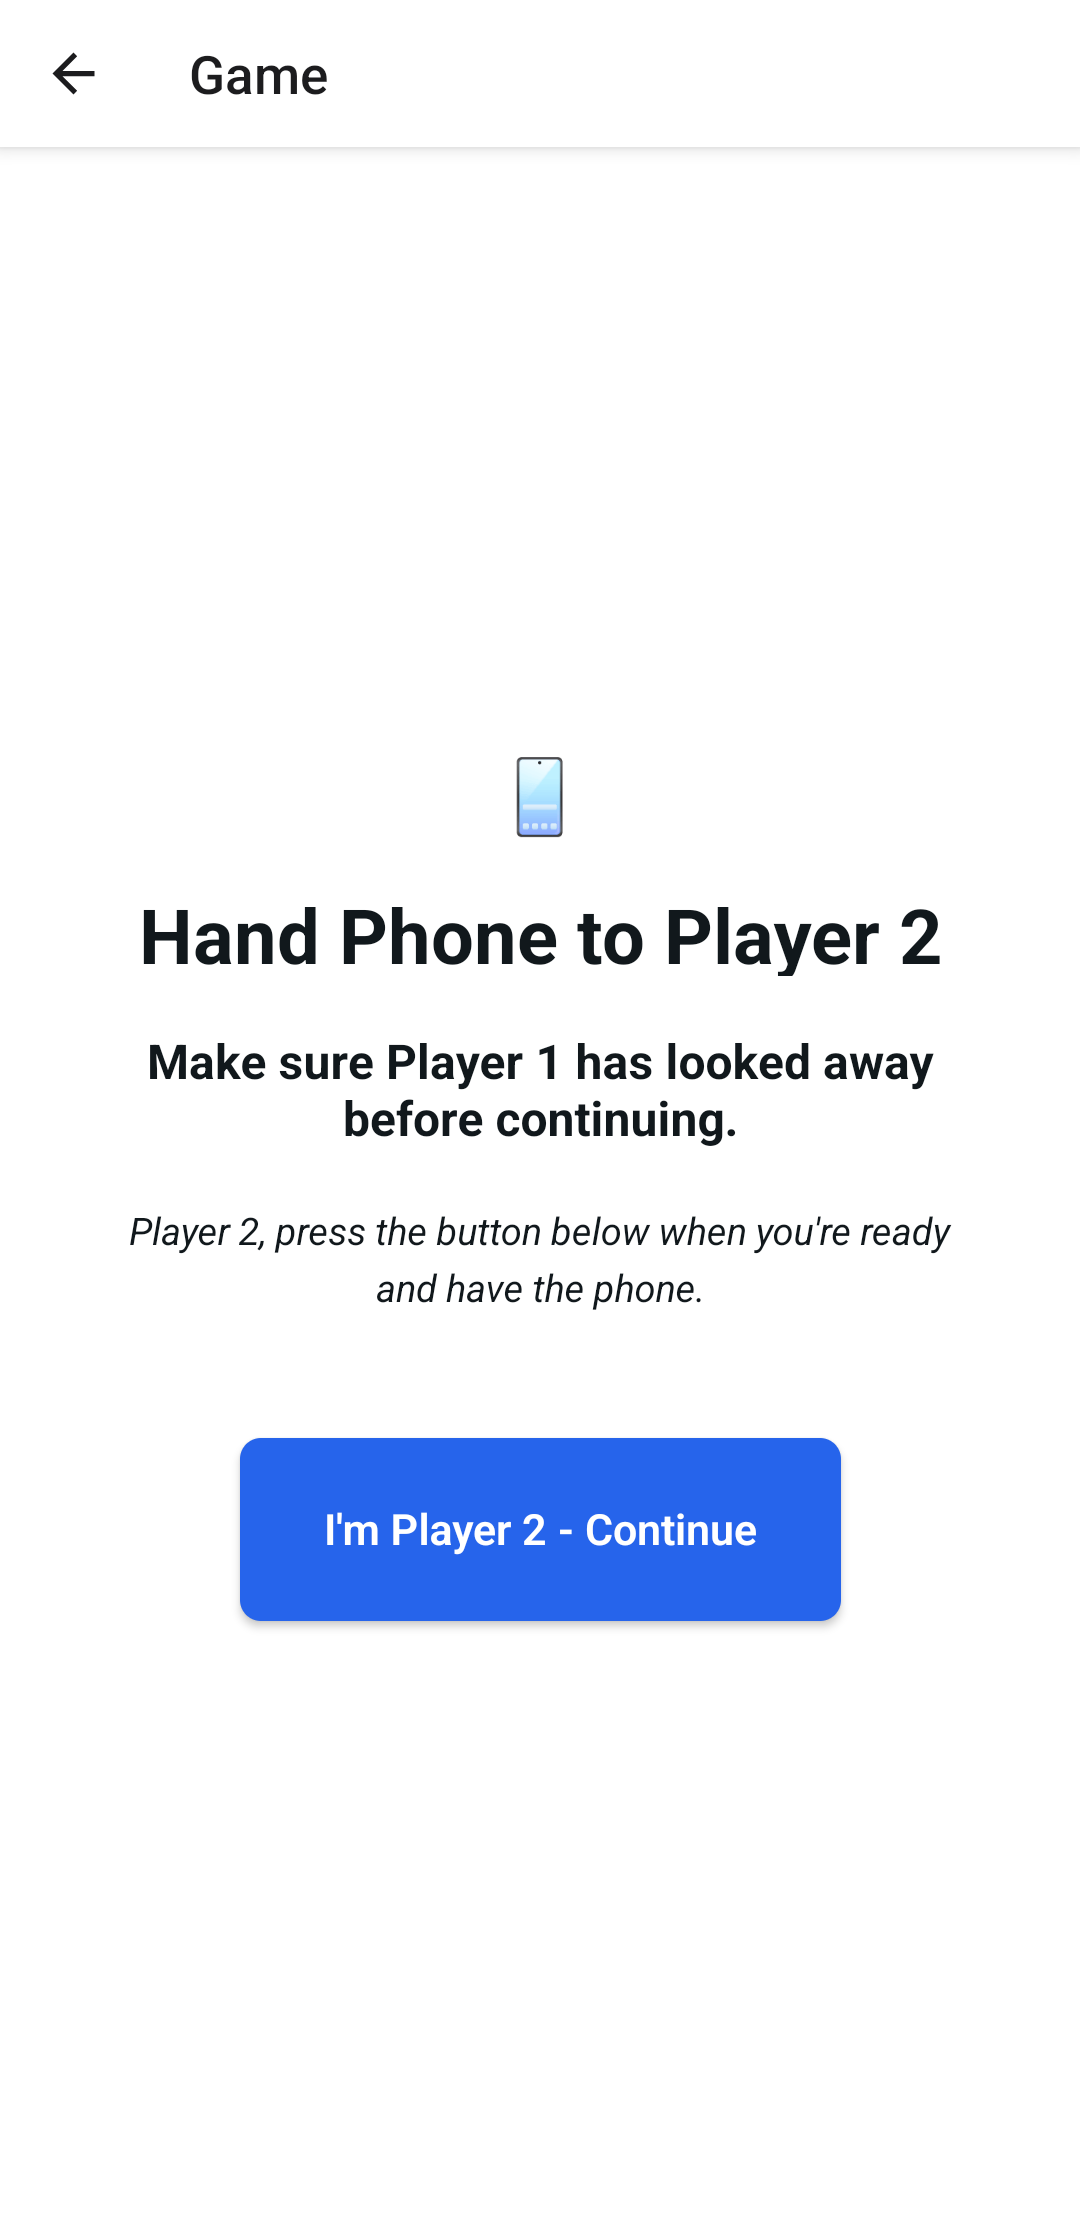 Game
Hand Phone to Player 2
Make sure Player 1 has looked away
before continuing.
Player 2, press the button below when you're ready
and have the phone.
I'm Player 2 - Continue